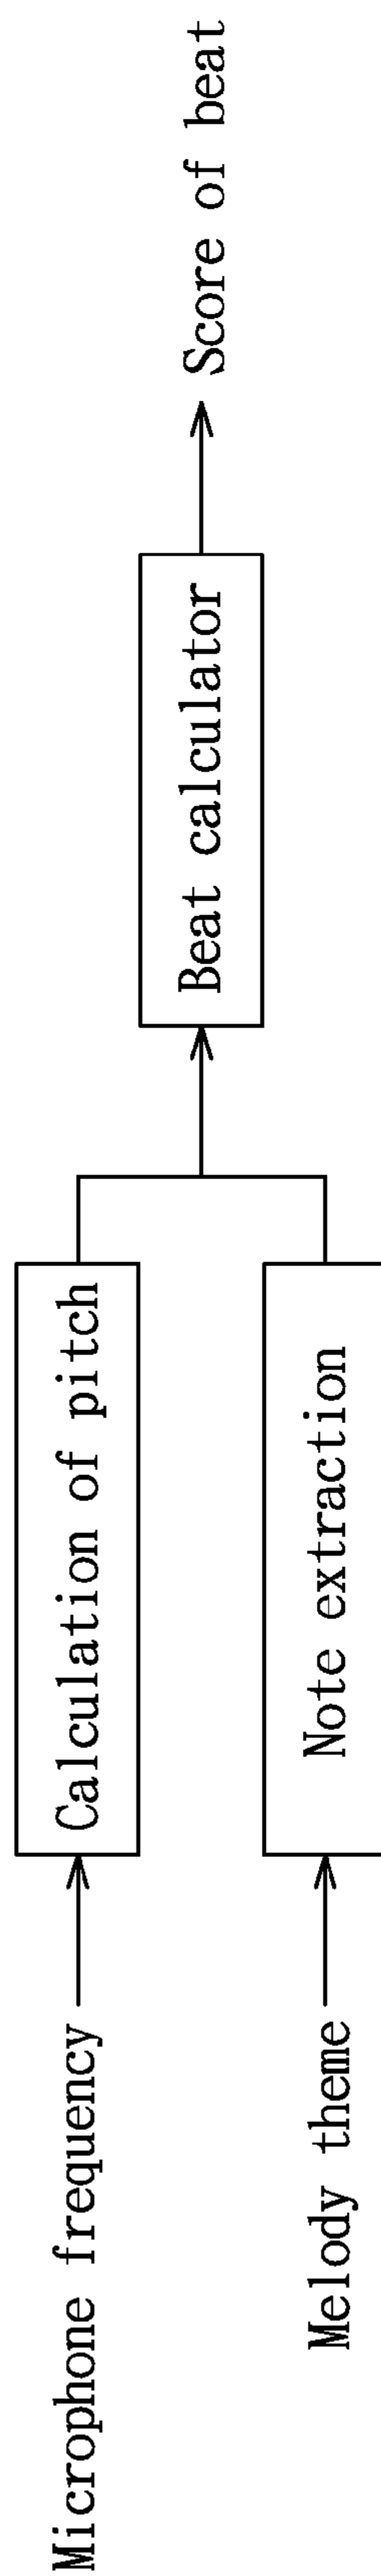 Microphone frequency
Calculation of pitch
Melody theme
Note extraction
Beat calculator
Score of beat